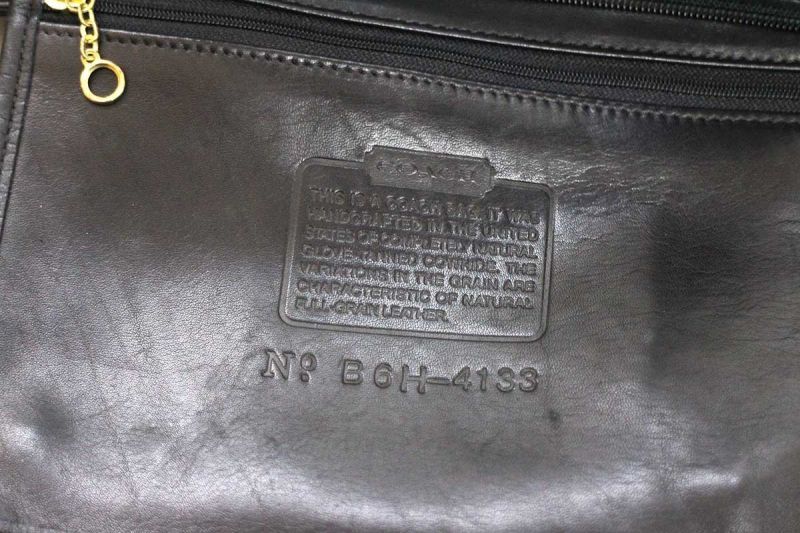 COACH
THIS IS A COACH BAG. IT WAS
HANDCRAFTED IN THE UNITED
STATES OF COMPLETELY NATURAL
GLOVE-TANNED COWHIDE. THE
VARIATIONS IN THE GRAIN ARE
CHARACTERISTIC OF NATURAL
FULL-GRAIN LEATHER.
Nº B6H-4133